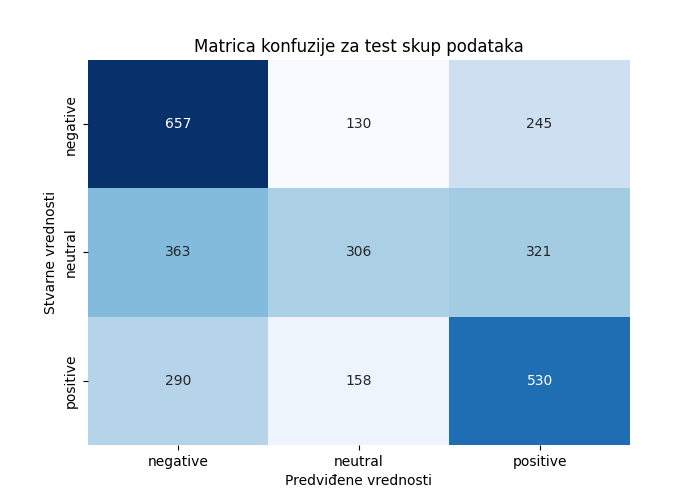 Matrica konfuzije za test skup podataka
Stvarne vrednosti
negative
657 130 245
neutral
363 306 321
positive
290 158 530
negative neutral positive
Predviđene vrednosti